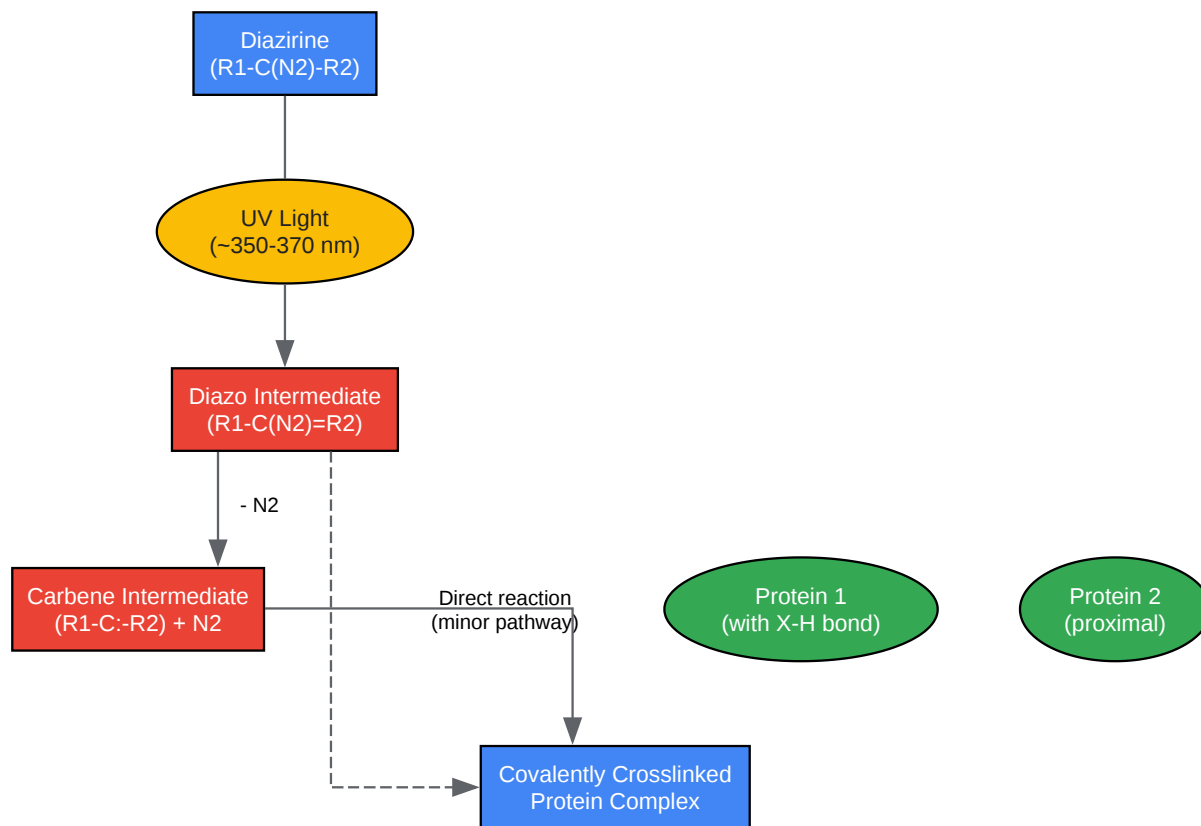 Diazirine
(R1-C(N2)-R2)
UV Light
(~350-370 nm)
Diazo Intermediate
(R1-C(N2)=R2)
- N2
Carbene Intermediate
(R1-C:-R2) + N2
Direct reaction
(minor pathway)
Protein 1
(with X-H bond)
Protein 2
(proximal)
Covalently Crosslinked
Protein Complex